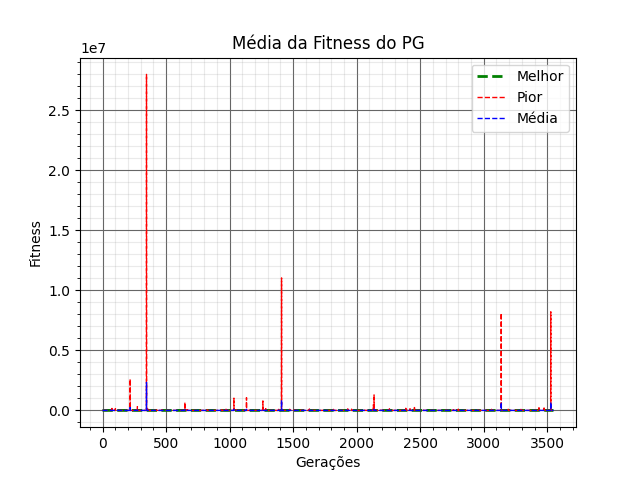 Média da Fitness do PG
1e7
Melhor
Pior
Média
2.5
2.0
1.5
1.0
0.5
0.0
Fitness
0 500 1000 1500 2000 2500 3000 3500
Gerações